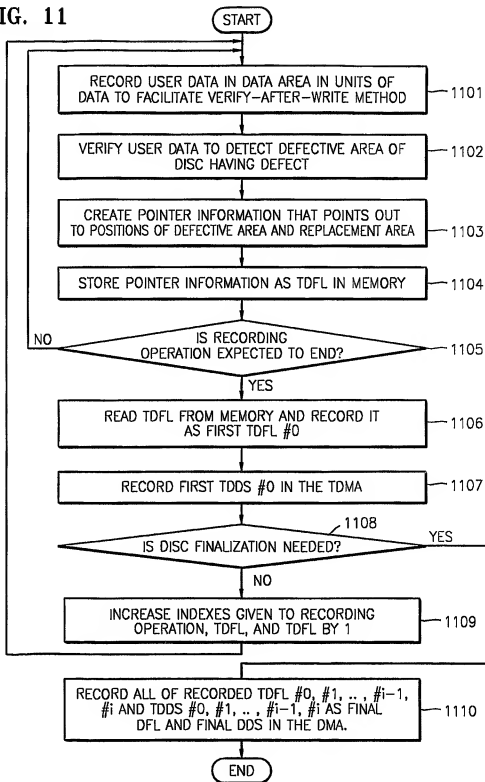 IG. 11
START
RECORD USER DATA IN DATA AREA IN UNITS OF
DATA TO FACILITATE VERIFY-AFTER-WRITE METHOD
1101
VERIFY USER DATA TO DETECT DEFECTIVE AREA OF
DISC HAVING DEFECT
1102
CREATE POINTER INFORMATION THAT POINTS OUT
TO POSITIONS OF DEFECTIVE AREA AND REPLACEMENT AREA
1103
STORE POINTER INFORMATION AS TDFL IN MEMORY
1104
NO
IS RECORDING
OPERATION EXPECTED TO END?
1105
YES
READ TDFL FROM MEMORY AND RECORD IT
AS FIRST TDFL #0
1106
RECORD FIRST TDDS #0 IN THE TDMA
1107
1108
IS DISC FINALIZATION NEEDED?
YES
NO
INCREASE INDEXES GIVEN TO RECORDING
OPERATION, TDFL, AND TDFL BY 1
1109
RECORD ALL OF RECORDED TDFL #0, #1, .. , #i-1,
#i AND TDDS #0, #1, .. , #i-1, #i AS FINAL
DFL AND FINAL DDS IN THE DMA.
1110
END